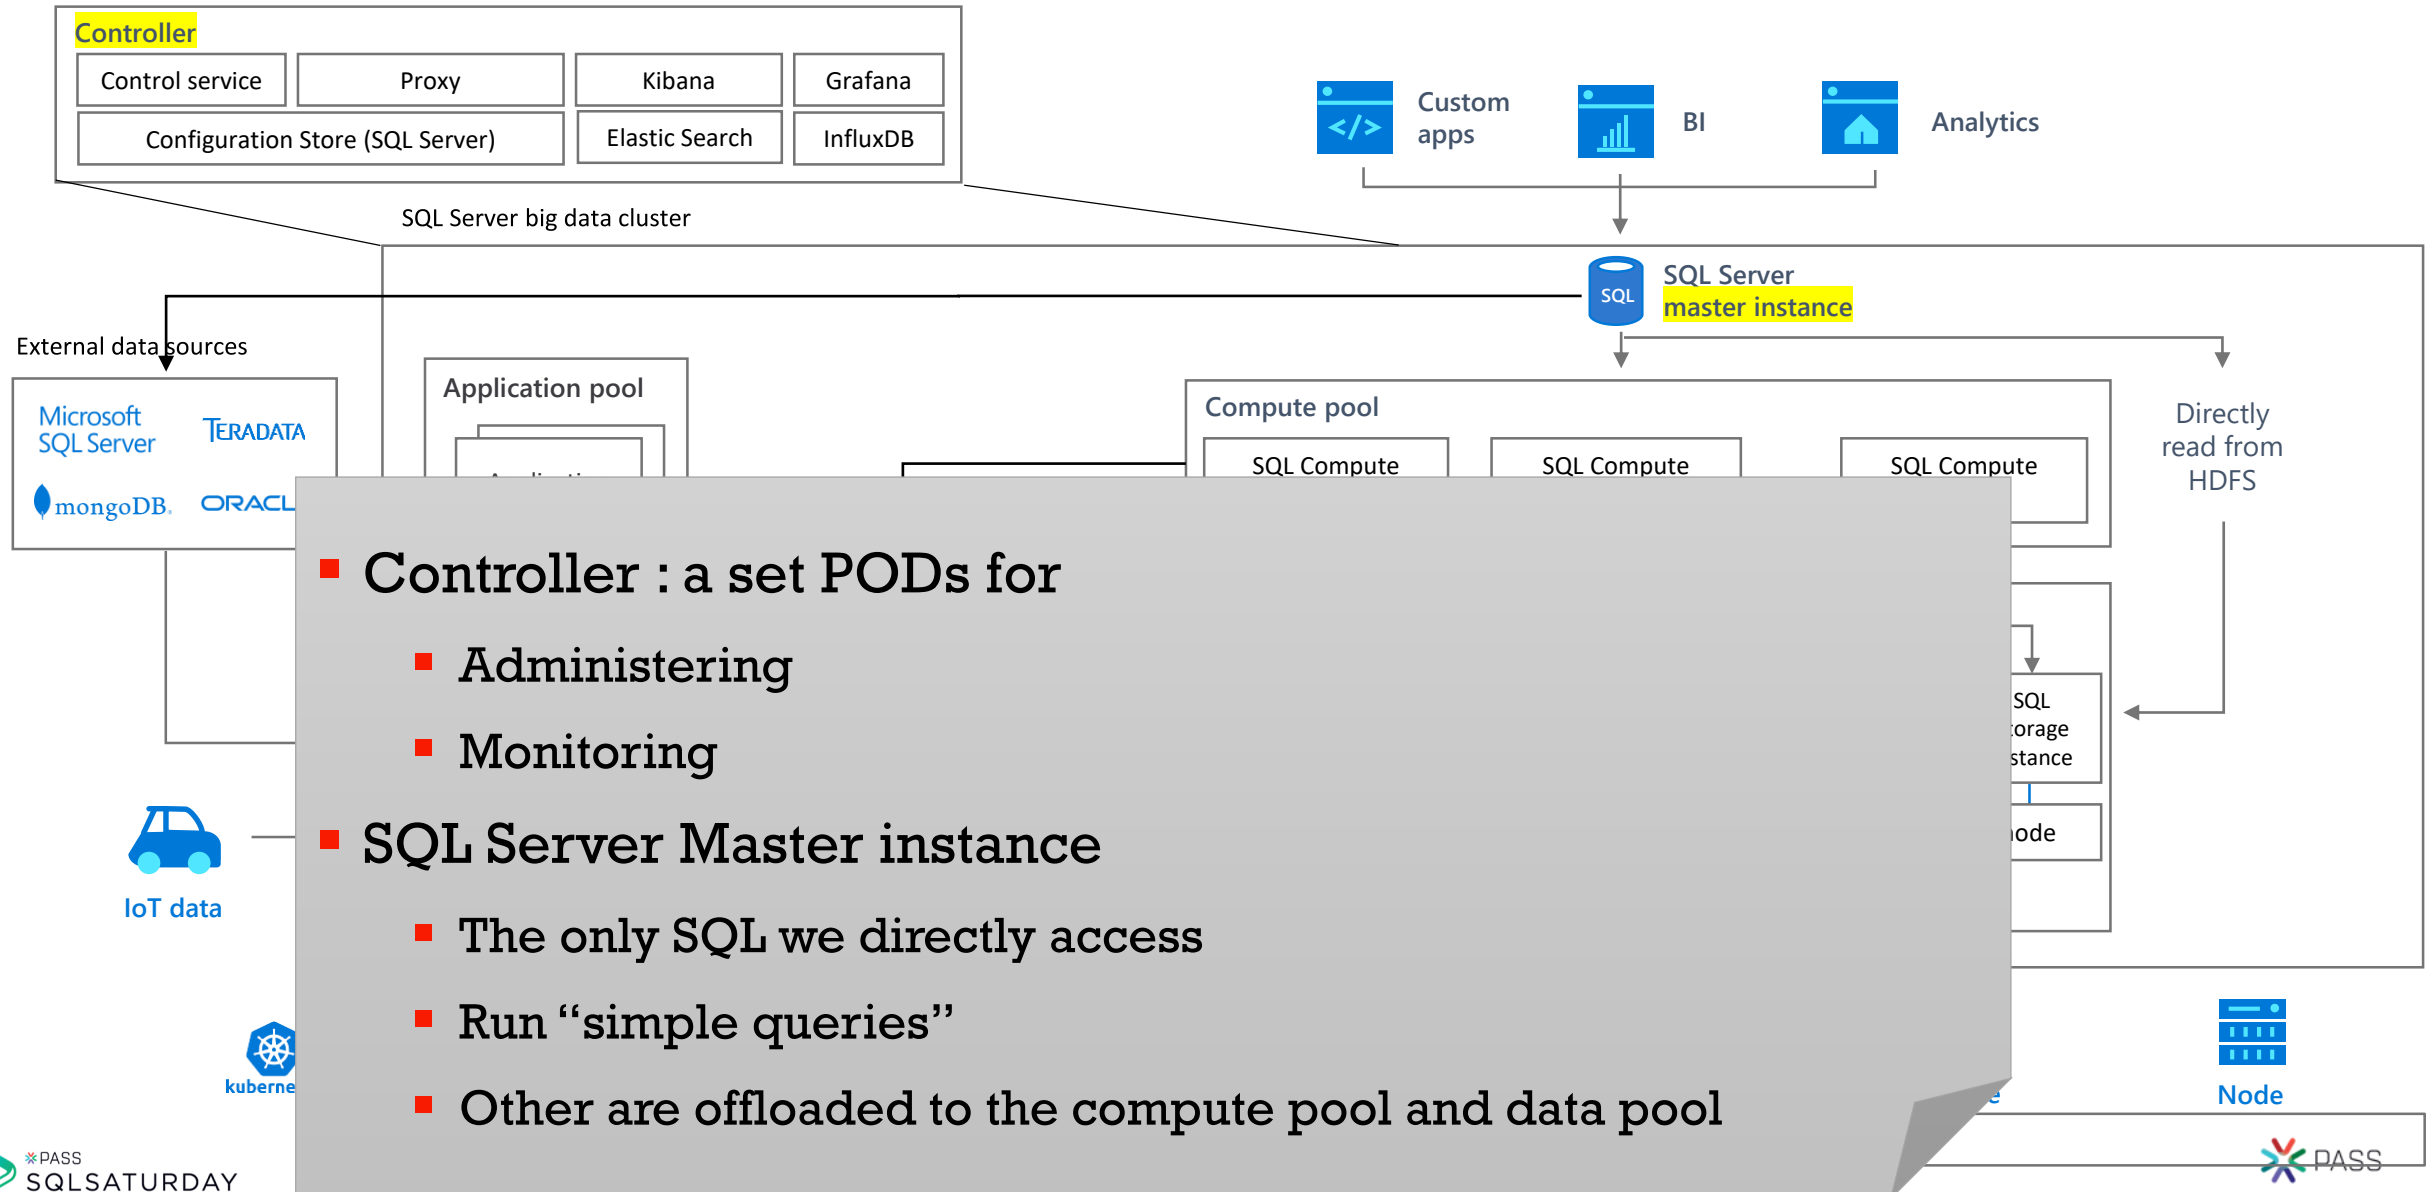 Controller
Control service
Proxy
Kibana
Grafana
Configuration Store (SQL Server)
Elastic Search
InfluxDB
Custom
apps
BI
Analytics
SQL Server big data cluster
SQL
SQL Server
master instance
External data sources
Microsoft
SQL Server
TERADATA
mongoDB.
Application pool
Compute pool
SQL Compute
SQL Compute
SQL Compute
Directly
read from
HDFS
Controller : a set PODs for
Administering
Monitoring
SQL Server Master instance
The only SQL we directly access
Run “simple queries”
Other are offloaded to the compute pool and data pool
SQL
IoT data
Node
PASS
SQLSATURDAY
PASS